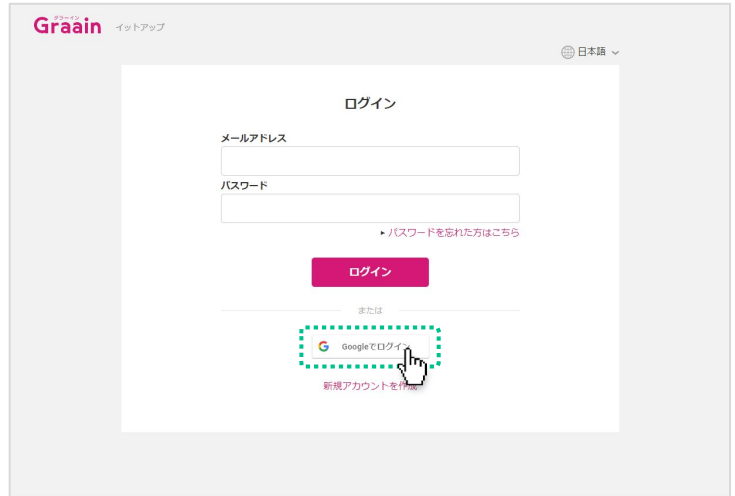 グラーイン
Graain イットアップ
日本語
ログイン
メールアドレス
パスワード
パスワードを忘れた方はこちら
ログイン
または
Googleでログイン
新規アカウントを作成